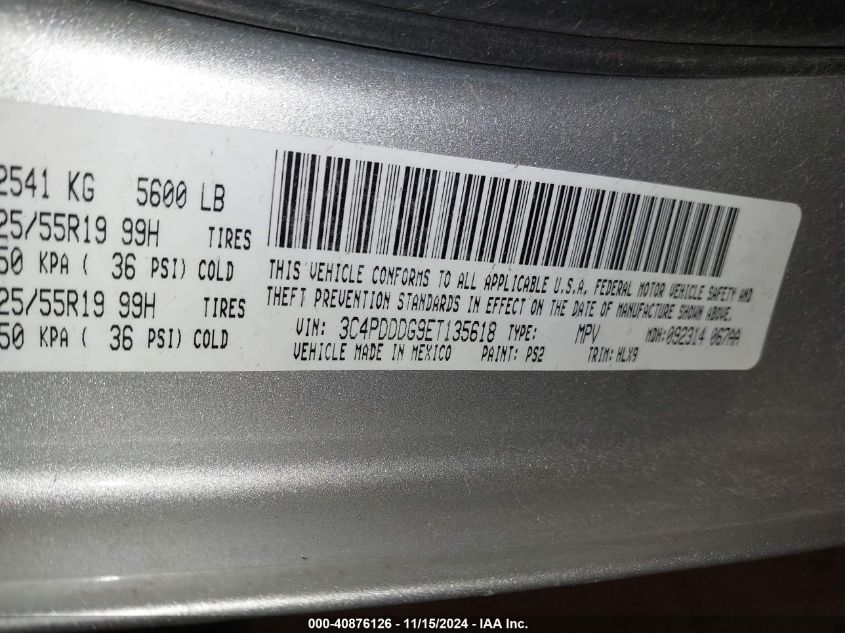 2541 KG 5600 LB
25/55R19 99H TIRES
50 KPA ( 36 PSI) COLD
25/55R19 99H TIRES
50 KPA ( 36 PSI) COLD
THIS VEHICLE CONFORMS TO ALL APPLICABLE U.S.A. FEDERAL MOTOR VEHICLE SAFETY AND
THEFT PREVENTION STANDARDS IN EFFECT ON THE DATE OF MANUFACTURE SHOWN ABOVE.
VIN: 3C4PDDDG9ET135618 TYPE: MPV MDH:092314 067AA
VEHICLE MADE IN MEXICO PAINT: PS2 TRIM: HLX9
000-40876126 - 11/15/2024 - IAA Inc.